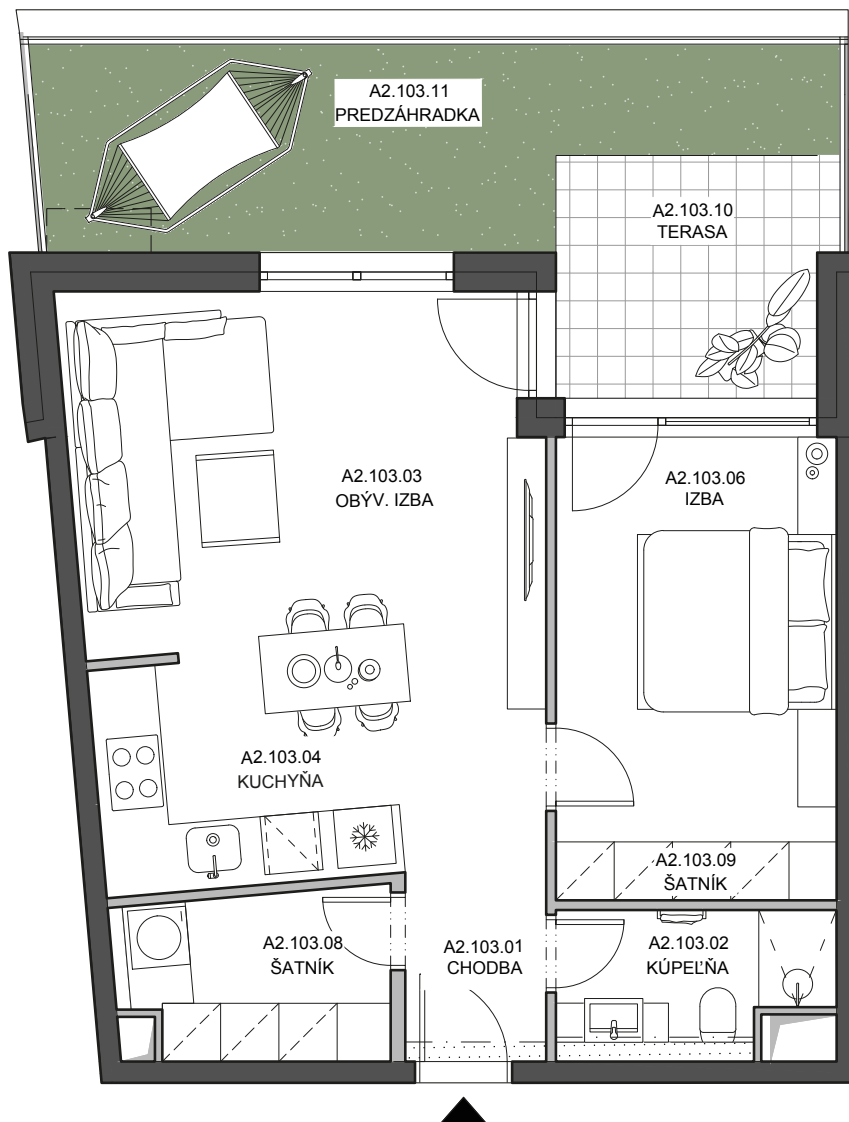 A2.103.11
PREDZÁHRADKA
A2.103.10
TERASA
A2.103.03
OBÝV. IZBA
A2.103.06
IZBA
A2.103.04
KUCHYŇA
A2.103.09
ŠATNÍK
A2.103.08
ŠATNÍK
A2.103.01
CHODBA
A2.103.02
KÚPEĽŇA